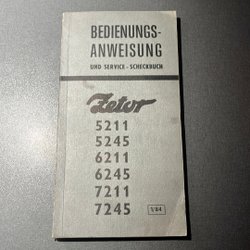 BEDIENUNGS-
ANWEISUNG
UND SERVICE - SCHECKBUCH
Zetor
5211
5245
6211
6245
7211
7245
1/84